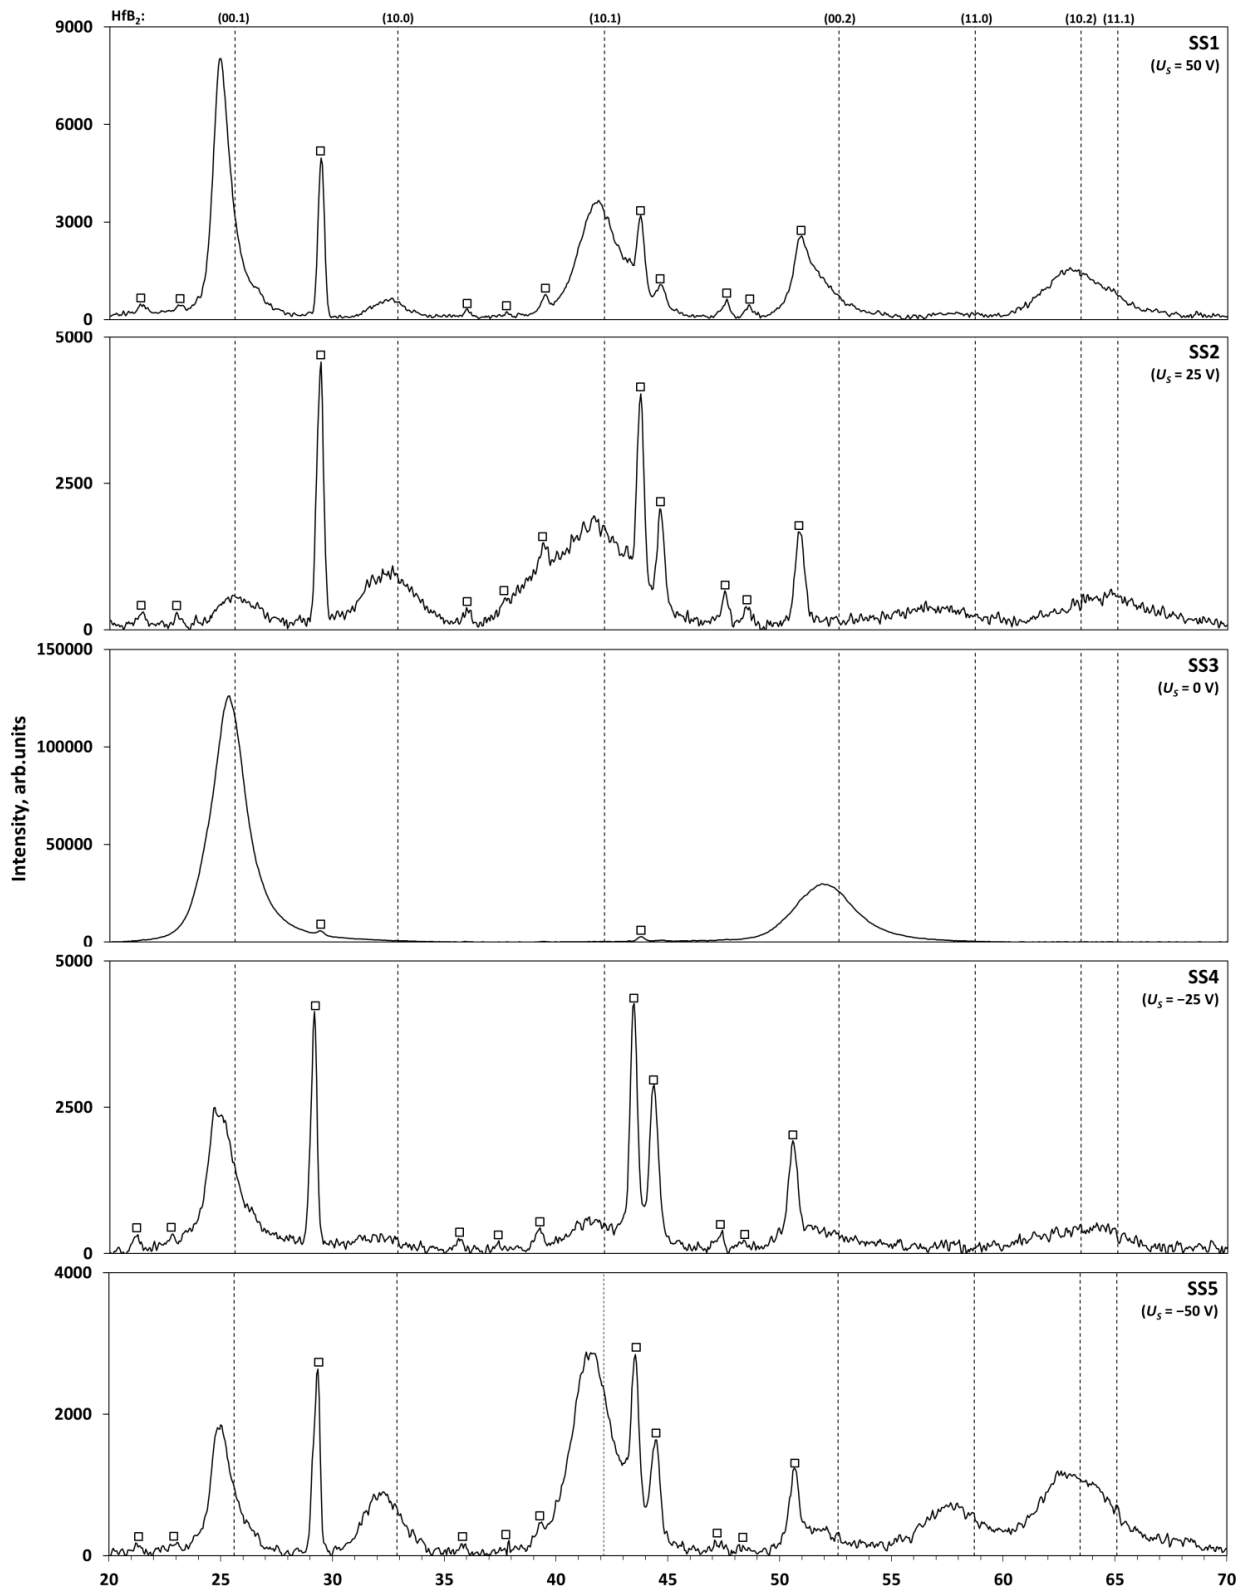 HfB₂: (00.1) (10.0) (10.1) (00.2) (11.0) (10.2) (11.1)
9000
SS1
(U_S = 50 V)
6000
3000
0
5000
SS2
(U_S = 25 V)
2500
0
150000
SS3
(U_S = 0 V)
100000
50000
0
Intensity, arb.units
5000
SS4
(U_S = −25 V)
2500
0
4000
SS5
(U_S = −50 V)
2000
0
20 25 30 35 40 45 50 55 60 65 70